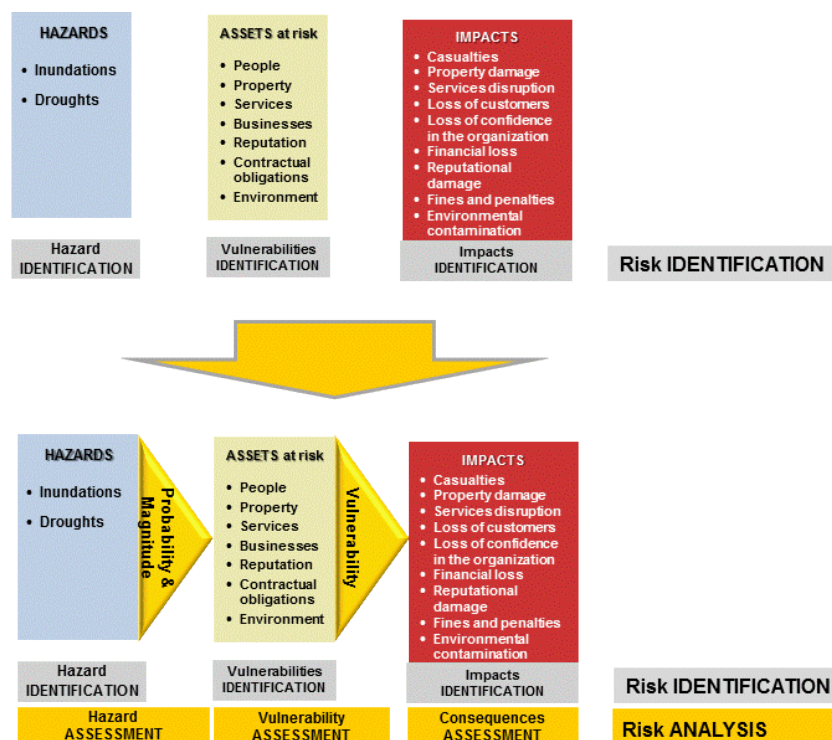 HAZARDS
• Inundations
• Droughts
ASSETS at risk
• People
• Property
• Services
• Businesses
• Reputation
• Contractual
obligations
• Environment
IMPACTS
• Casualties
• Property damage
• Services disruption
• Loss of customers
• Loss of confidence
in the organization
• Financial loss
• Reputational
damage
• Fines and penalties
• Environmental
contamination
Hazard
IDENTIFICATION
Vulnerabilities
IDENTIFICATION
Impacts
IDENTIFICATION
Risk IDENTIFICATION
HAZARDS
• Inundations
• Droughts
Probability &
Magnitude
ASSETS at risk
• People
• Property
• Services
• Businesses
• Reputation
• Contractual
obligations
• Environment
Vulnerability
IMPACTS
• Casualties
• Property damage
• Services disruption
• Loss of customers
• Loss of confidence
in the organization
• Financial loss
• Reputational
damage
• Fines and penalties
• Environmental
contamination
Hazard
IDENTIFICATION
Vulnerabilities
IDENTIFICATION
Impacts
IDENTIFICATION
Risk IDENTIFICATION
Hazard
ASSESSMENT
Vulnerability
ASSESSMENT
Consequences
ASSESSMENT
Risk ANALYSIS